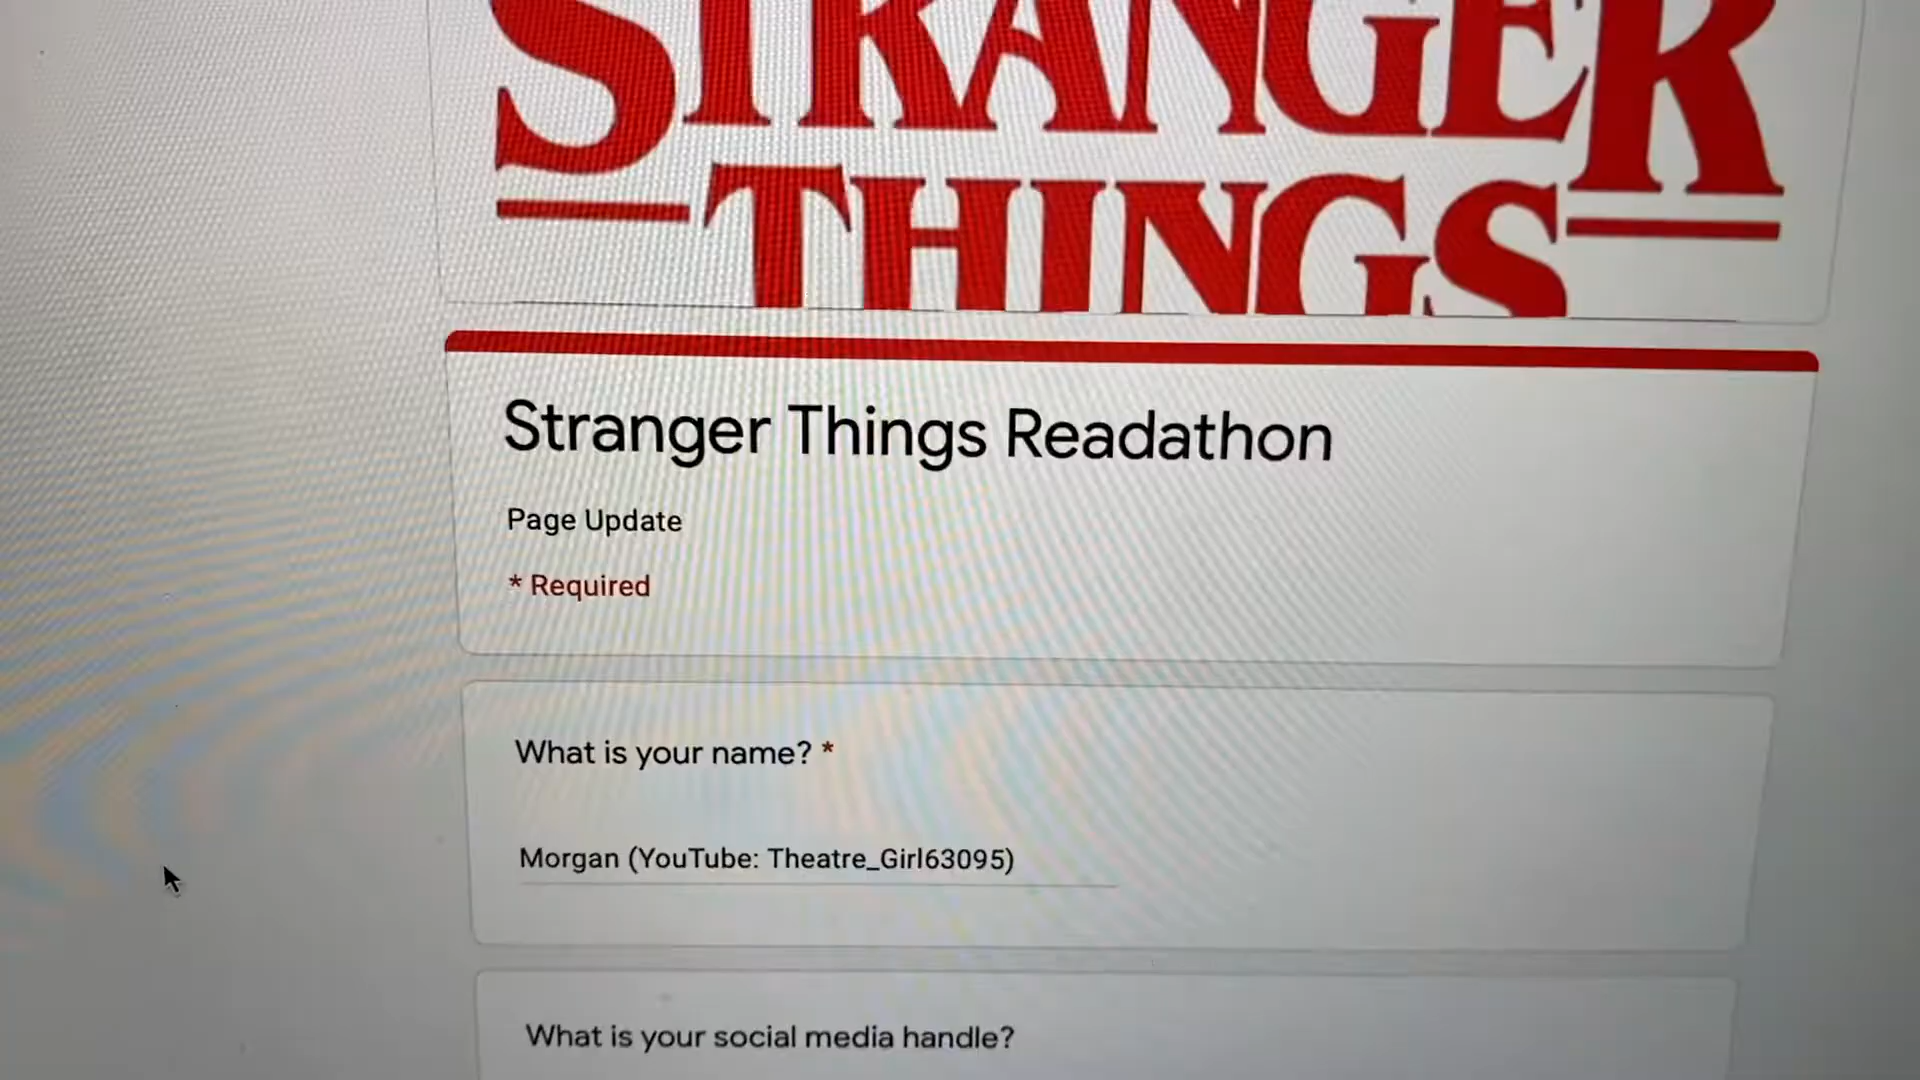 STRANGER
THINGS
Stranger Things Readathon
Page Update
* Required
What is your name? *
Morgan (YouTube: Theatre_Girl63095)
What is your social media handle?